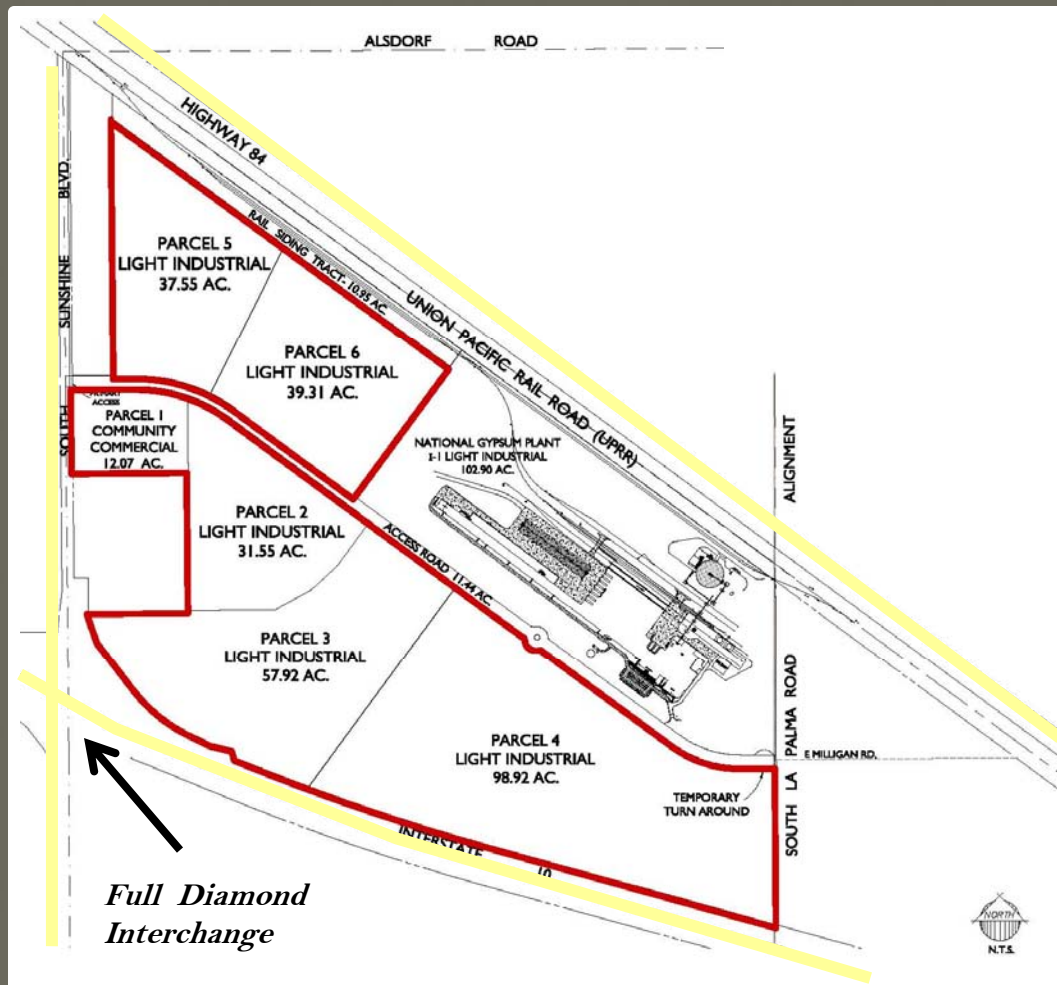 ALSDORF ROAD
HIGHWAY 84
SOUTH SUNSHINE BLVD.
RAIL SIDING TRACT- 10.95 AC.
UNION PACIFIC RAIL ROAD (UPRR)
PARCEL 5
LIGHT INDUSTRIAL
37.55 AC.
PARCEL 6
LIGHT INDUSTRIAL
39.31 AC.
ACCESS
PARCEL 1
COMMUNITY
COMMERCIAL
12.07 AC.
NATIONAL GYPSUM PLANT
I-1 LIGHT INDUSTRIAL
102.90 AC.
PARCEL 2
LIGHT INDUSTRIAL
31.55 AC.
ACCESS ROAD 11.44 AC.
PARCEL 3
LIGHT INDUSTRIAL
57.92 AC.
PARCEL 4
LIGHT INDUSTRIAL
98.92 AC.
SOUTH LA PALMA ROAD ALIGNMENT
E MILLIGAN RD.
TEMPORARY
TURN AROUND
INTERSTATE 10
Full Diamond
Interchange
NORTH
N.T.S.